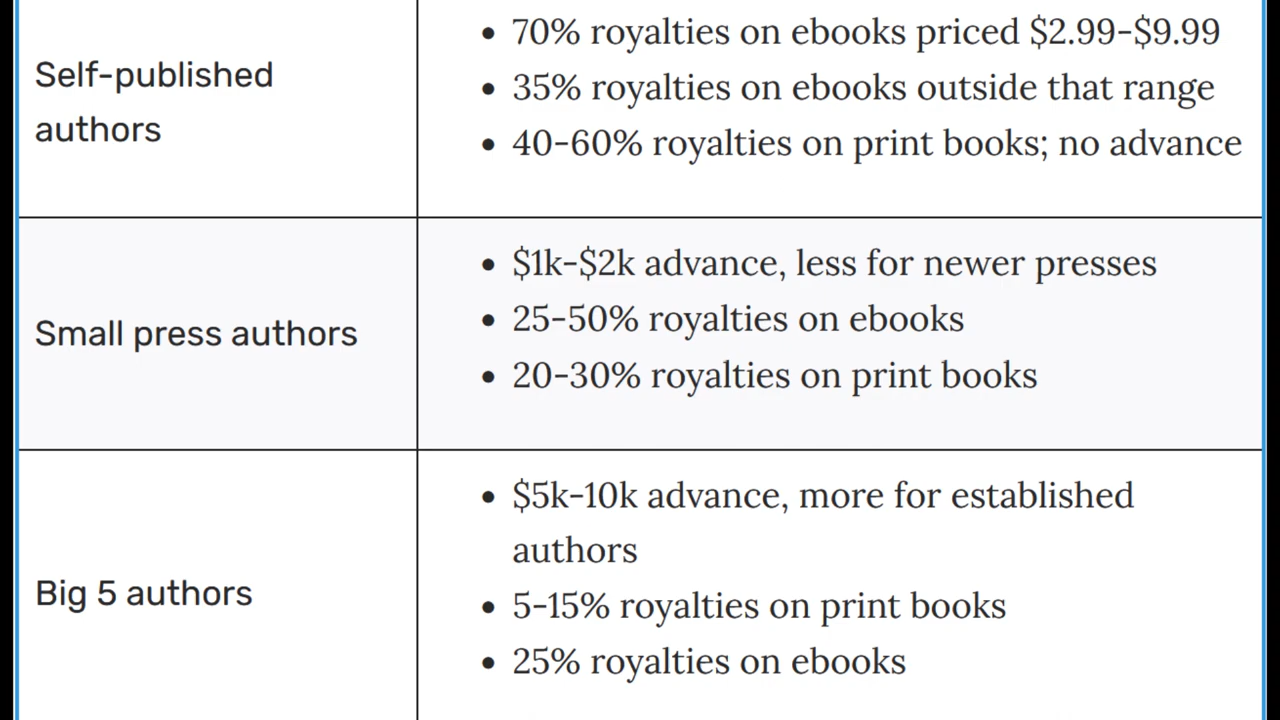 Self-published
authors
• 70% royalties on ebooks priced $2.99-$9.99
• 35% royalties on ebooks outside that range
• 40-60% royalties on print books; no advance
Small press authors
• $1k-$2k advance, less for newer presses
• 25-50% royalties on ebooks
• 20-30% royalties on print books
Big 5 authors
• $5k-10k advance, more for established
authors
• 5-15% royalties on print books
• 25% royalties on ebooks